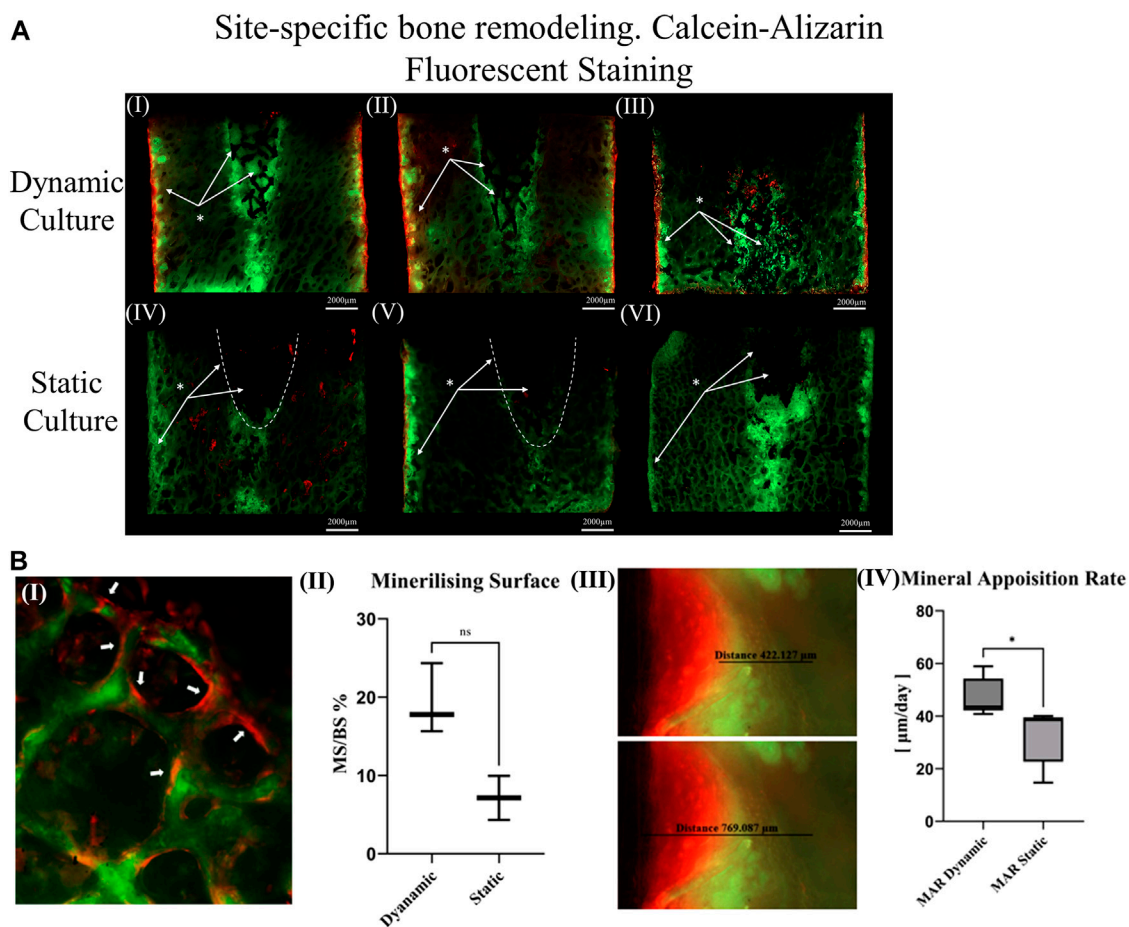 A
Site-specific bone remodeling. Calcein-Alizarin
Fluorescent Staining
(I)
(II)
(III)
Dynamic
Culture
*
*
*
2000μm
2000μm
2000μm
(IV)
(V)
(VI)
Static
Culture
*
*
*
2000μm
2000μm
2000μm
B
(I)
(II)
Minerilising Surface
30
20
10
0
MS/BS %
ns
Dyanamic
Static
(III)
Distance 422.127 μm
Distance 769.087 μm
(IV) Mineral Appoisition Rate
80
60
40
20
0
[ μm/day ]
*
MAR Dynamic
MAR Static